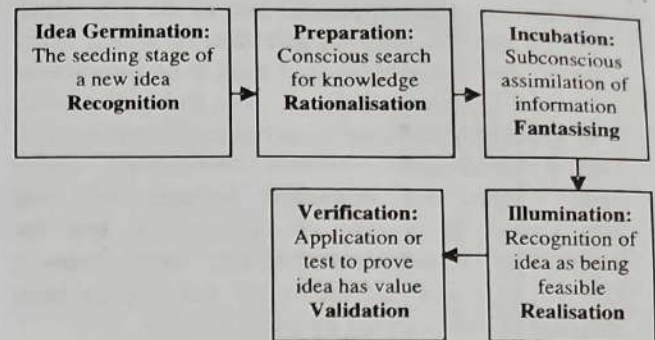 Idea Germination:
The seeding stage of
a new idea
Recognition
Preparation:
Conscious search
for knowledge
Rationalisation
Incubation:
Subconscious
assimilation of
information
Fantasising
Illumination:
Recognition of
idea as being
feasible
Realisation
Verification:
Application or
test to prove
idea has value
Validation